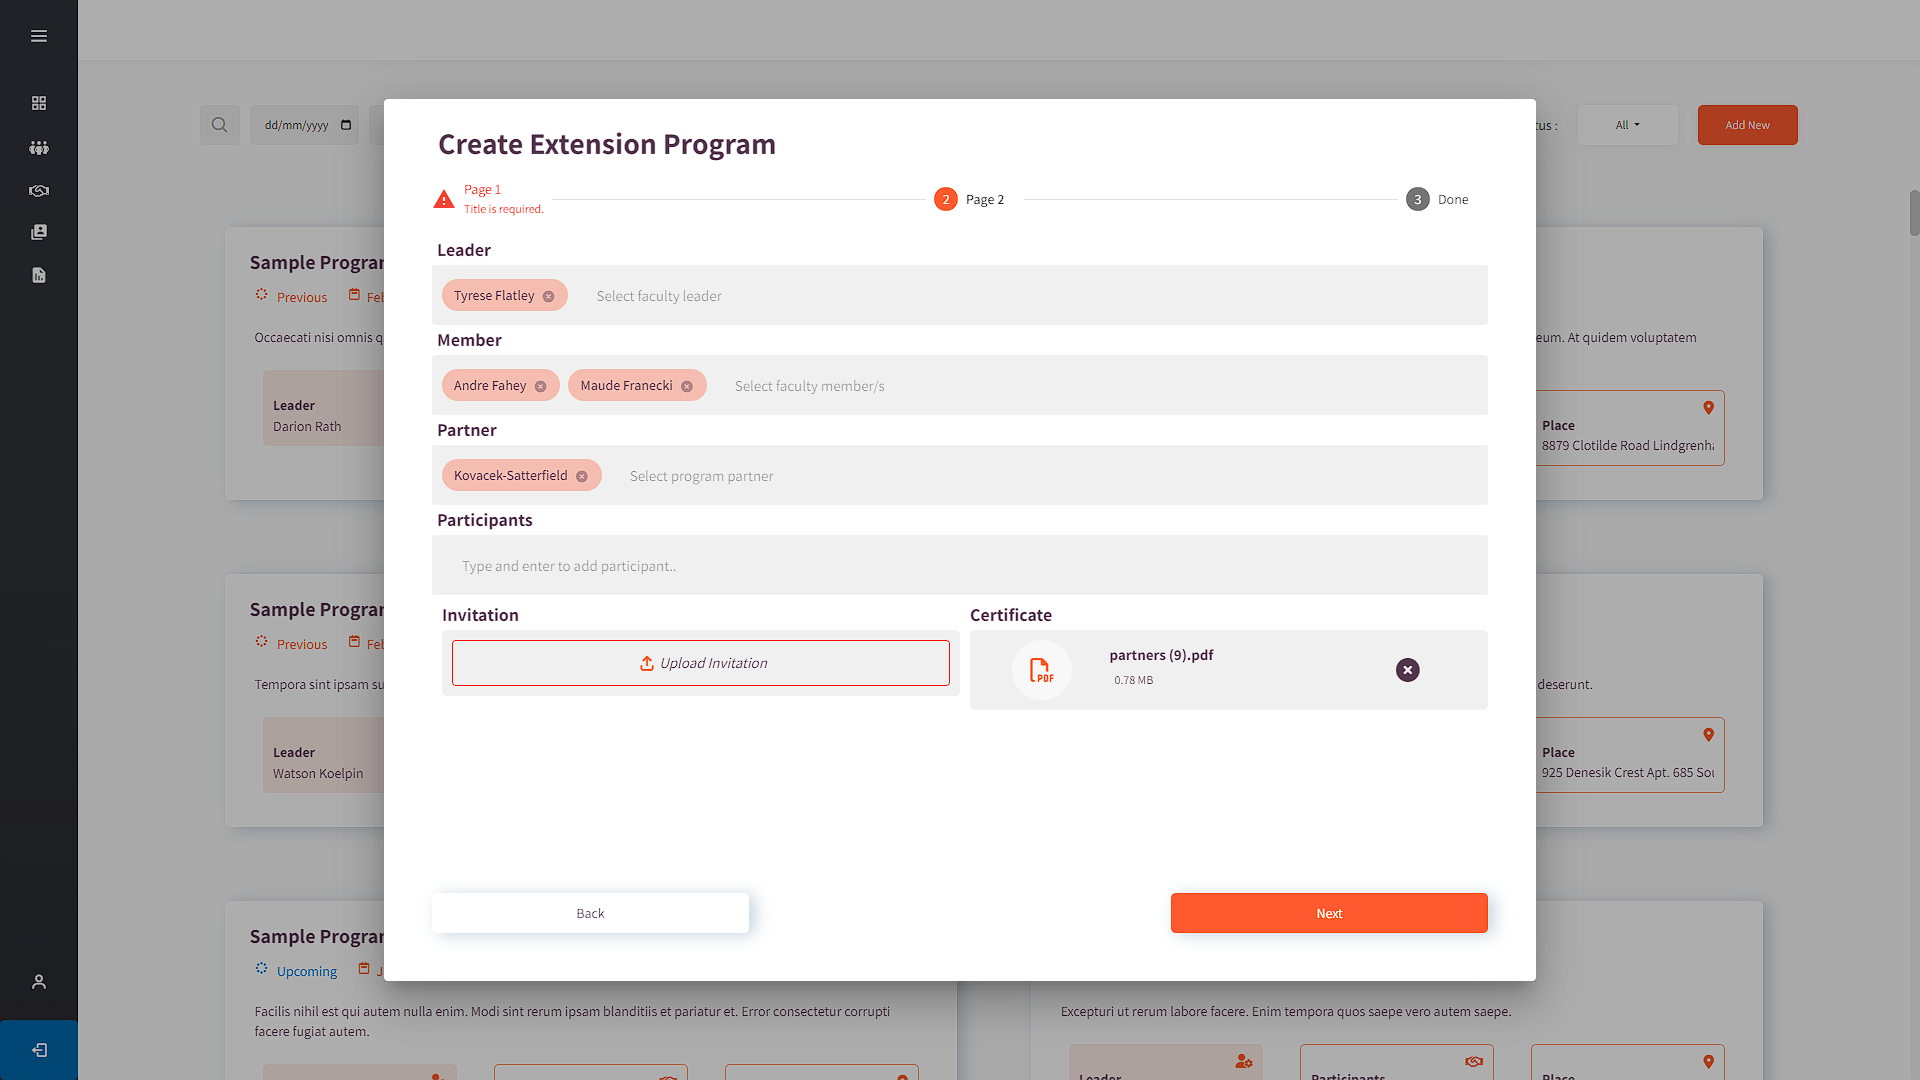 dd/mm/yyyy
tus :
All
Add New
Create Extension Program
Page 1
Title is required.
2
Page 2
3
Done
Leader
Tyrese Flatley
Select faculty leader
Member
Andre Fahey
Maude Franecki
Select faculty member/s
Partner
Kovacek-Satterfield
Select program partner
Participants
Type and enter to add participant..
Invitation
Upload Invitation
Certificate
PDF
partners (9).pdf
0.78 MB
Back
Next
Sample Program
Previous
Feb
Occaecati nisi omnis q
Leader
Darion Rath
eum. At quidem voluptatem
Place
8879 Clotilde Road Lindgrenha
Sample Program
Previous
Feb
Tempora sint ipsam su
Leader
Watson Koelpin
deserunt.
Place
925 Denesik Crest Apt. 685 Sou
Sample Program
Upcoming
J
Facilis nihil est qui autem nulla enim. Modi sint rerum ipsam blanditiis et pariatur et. Error consectetur corrupti
facere fugiat autem.
Excepturi ut rerum labore facere. Enim tempora quos saepe vero autem saepe.
Leader
Participants
Place